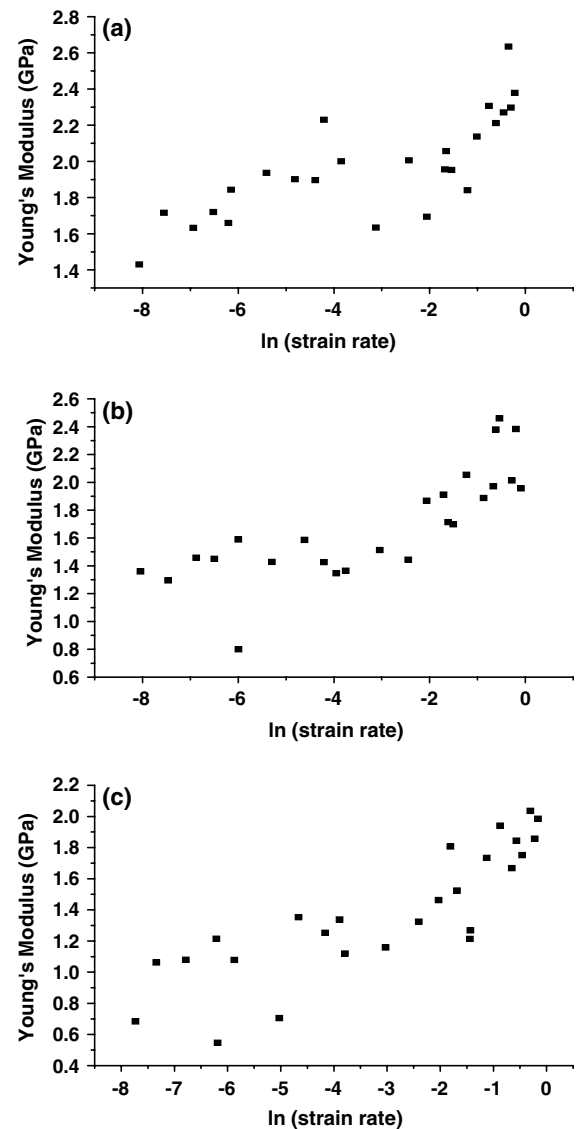 (a)
Young's Modulus (GPa)
2.8
2.6
2.4
2.2
2.0
1.8
1.6
1.4
-8 -6 -4 -2 0
ln (strain rate)
(b)
Young's Modulus (GPa)
2.6
2.4
2.2
2.0
1.8
1.6
1.4
1.2
1.0
0.8
0.6
-8 -6 -4 -2 0
ln (strain rate)
(c)
Young's Modulus (GPa)
2.2
2.0
1.8
1.6
1.4
1.2
1.0
0.8
0.6
0.4
-8 -7 -6 -5 -4 -3 -2 -1 0
ln (strain rate)